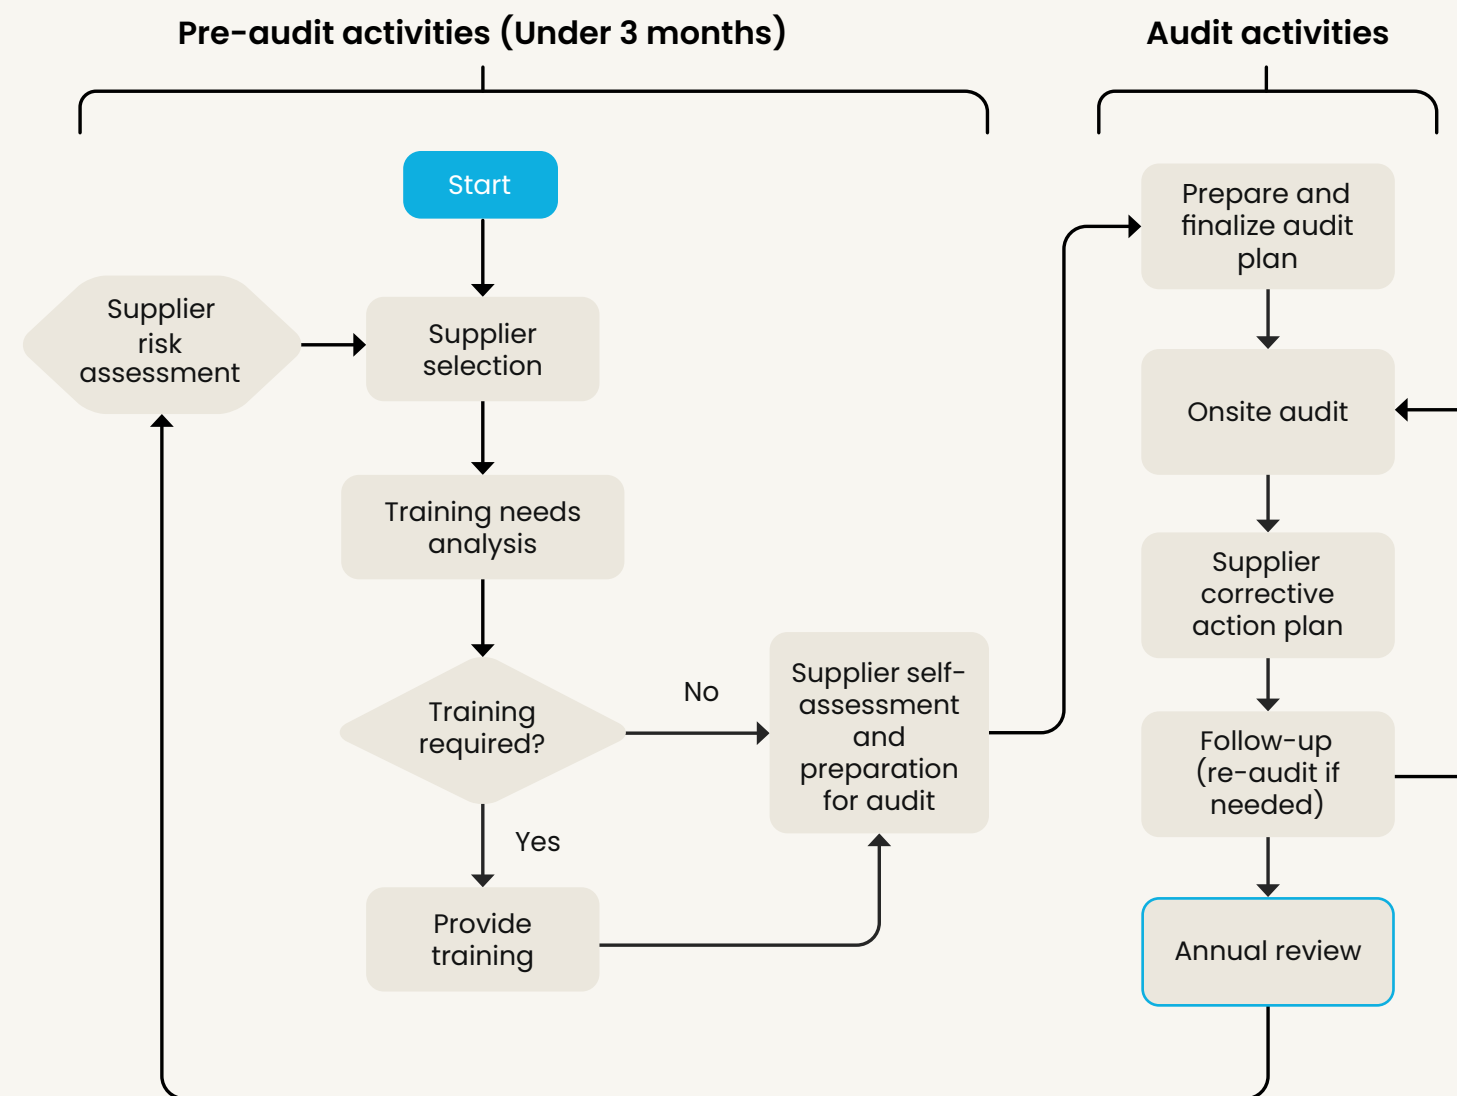 Pre-audit activities (Under 3 months)
Start
Supplier
risk
assessment
Supplier
selection
Training needs
analysis
Training
required?
No
Yes
Provide
training
Supplier self-
assessment
and
preparation
for audit
Audit activities
Prepare and
finalize audit
plan
Onsite audit
Supplier
corrective
action plan
Follow-up
(re-audit if
needed)
Annual review